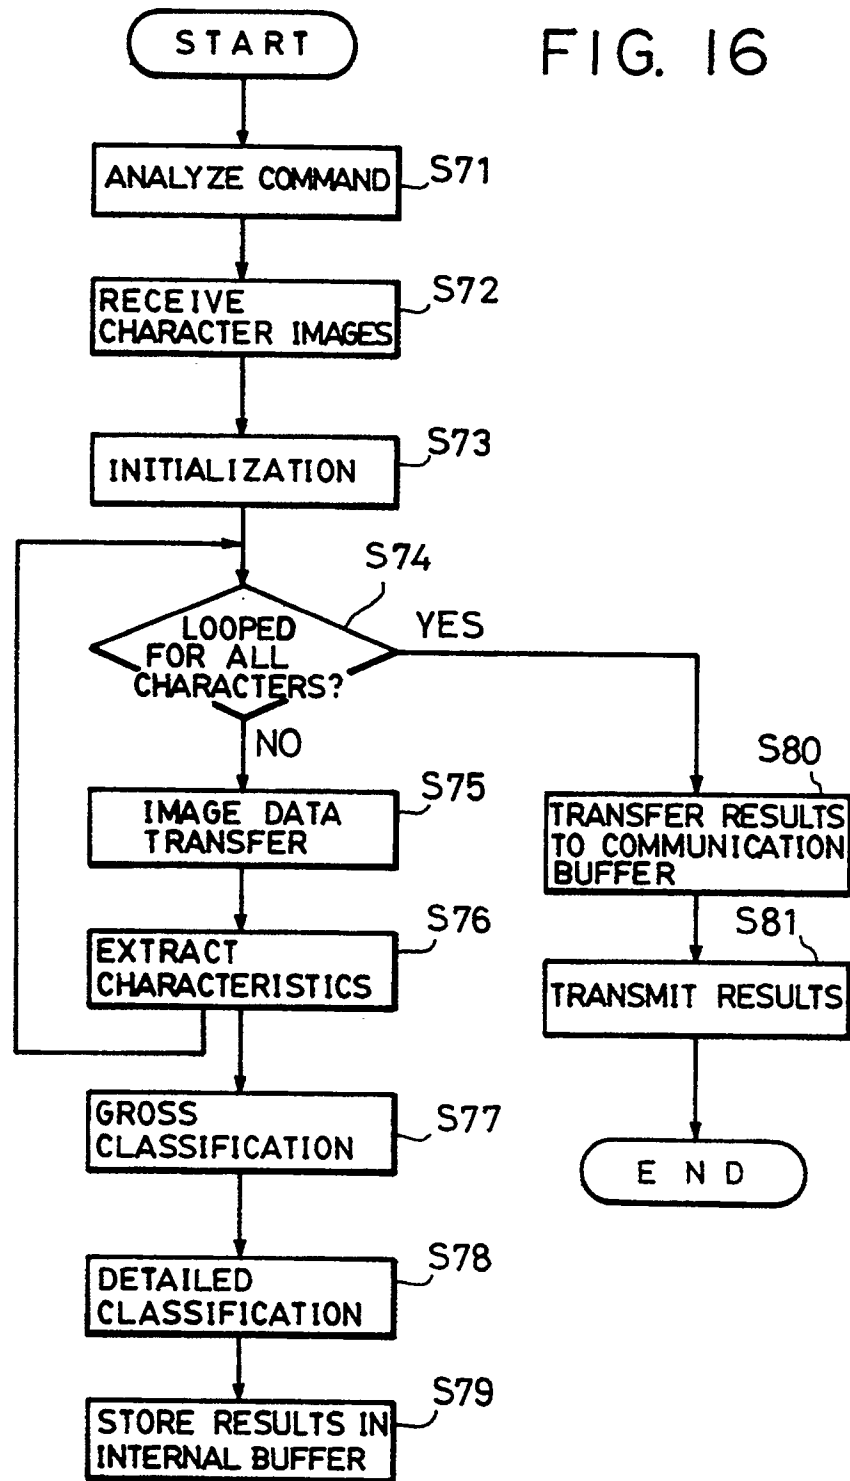 START
FIG. 16
ANALYZE COMMAND
S71
RECEIVE
CHARACTER IMAGES
S72
INITIALIZATION
S73
LOOPED
FOR ALL
CHARACTERS?
S74
YES
NO
IMAGE DATA
TRANSFER
S75
EXTRACT
CHARACTERISTICS
S76
GROSS
CLASSIFICATION
S77
DETAILED
CLASSIFICATION
S78
STORE RESULTS IN
INTERNAL BUFFER
S79
TRANSFER RESULTS
TO COMMUNICATION
BUFFER
S80
TRANSMIT RESULTS
S81
END